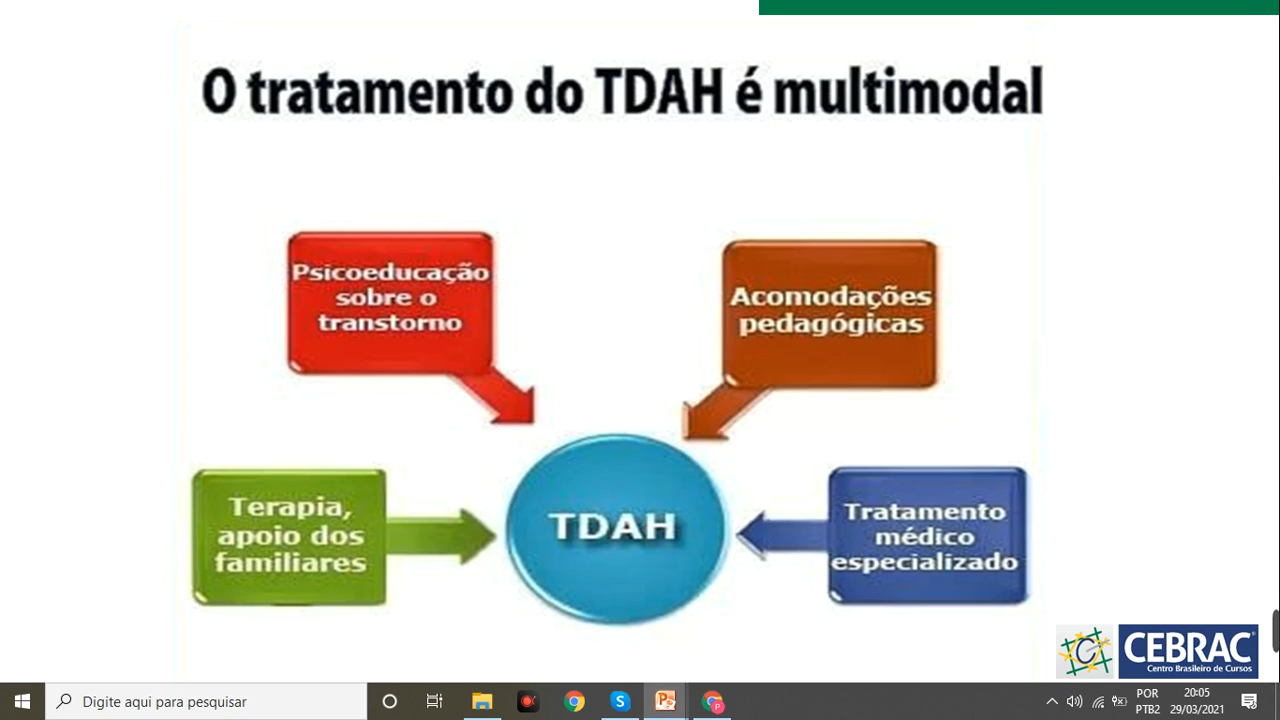 O tratamento do TDAH é multimodal
Psicoeducação
sobre o
transtorno
Acomodações
pedagógicas
Terapia,
apoio dos
familiares
TDAH
Tratamento
médico
especializado
CEBRAC
Centro Brasileiro de Cursos
Digite aqui para pesquisar
POR
PTB2
20:05
29/03/2021